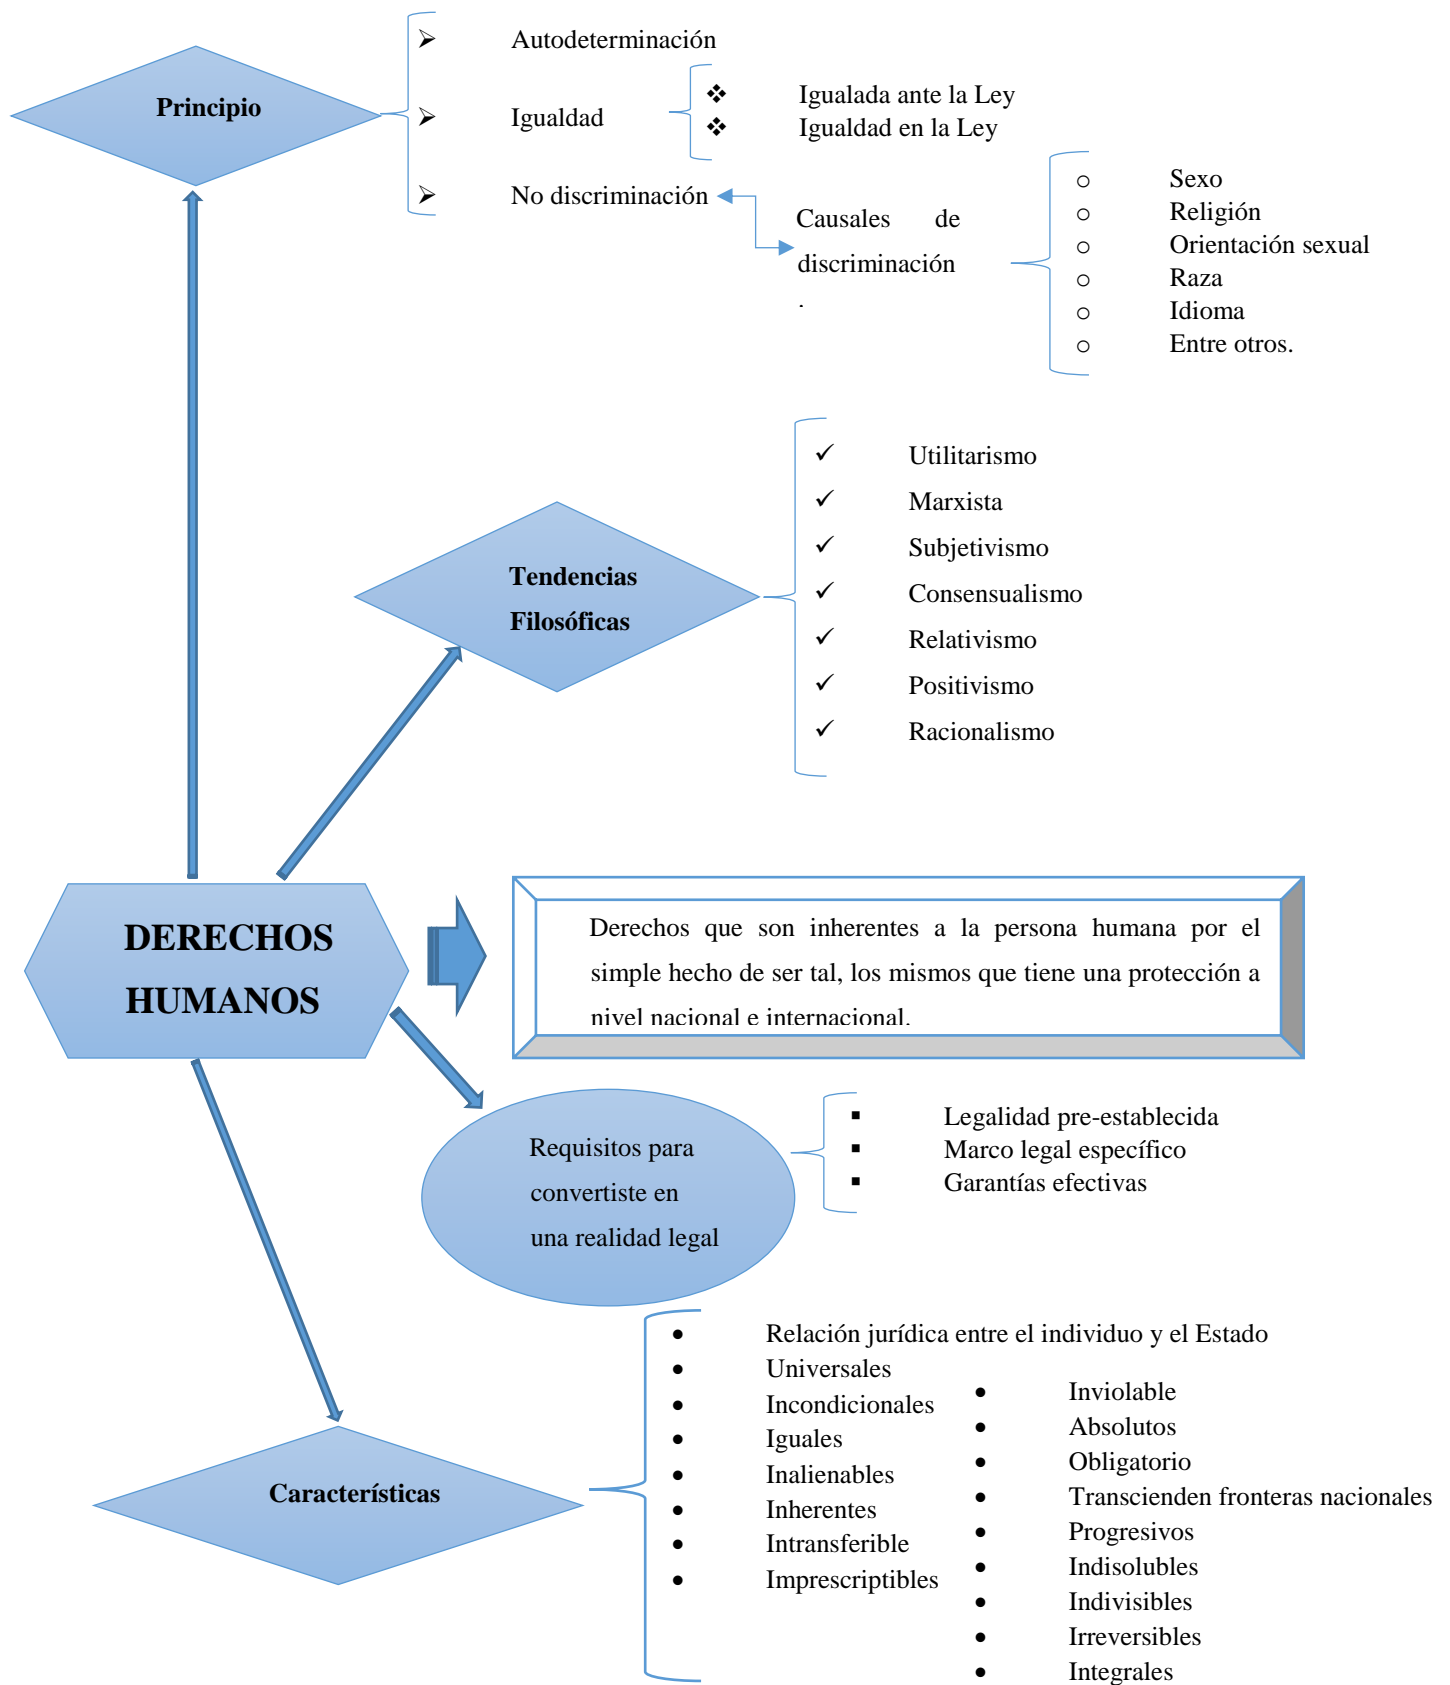 Autodeterminación
Principio
Igualdad
Igualada ante la Ley
Igualdad en la Ley
No discriminación
Causales de
discriminación
.
Sexo
Religión
Orientación sexual
Raza
Idioma
Entre otros.
Tendencias
Filosóficas
Utilitarismo
Marxista
Subjetivismo
Consensualismo
Relativismo
Positivismo
Racionalismo
DERECHOS
HUMANOS
Derechos que son inherentes a la persona humana por el
simple hecho de ser tal, los mismos que tiene una protección a
nivel nacional e internacional.
Requisitos para
convertiste en
una realidad legal
Legalidad pre-establecida
Marco legal específico
Garantías efectivas
Características
Relación jurídica entre el individuo y el Estado
Universales
Incondicionales
Iguales
Inalienables
Inherentes
Intransferible
Imprescriptibles
Inviolable
Absolutos
Obligatorio
Transcienden fronteras nacionales
Progresivos
Indisolubles
Indivisibles
Irreversibles
Integrales